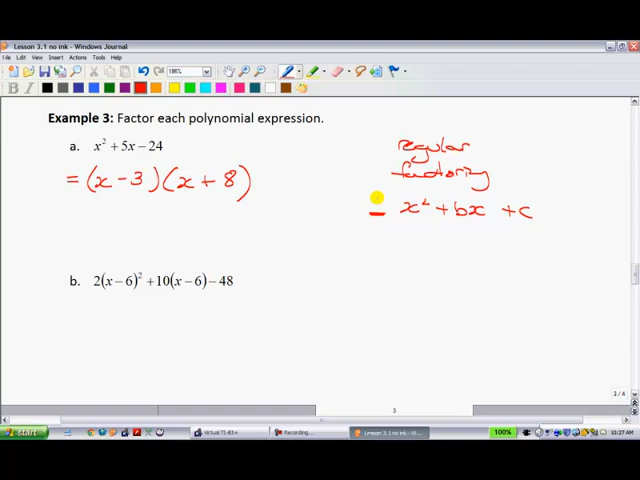 Lesson 3.1 no ink - Windows Journal
File Edit View Insert Actions Tools Help
186%
B I
Example 3: Factor each polynomial expression.
a. x² + 5x − 24
= (x − 3)(x + 8)
regular
factoring
x² + bx + c
b. 2(x − 6)² + 10(x − 6) − 48
3 / 4
3
Start
Virtual TI-83+
Recording...
Lesson 3.1 no ink - ...
100%
10:27 AM